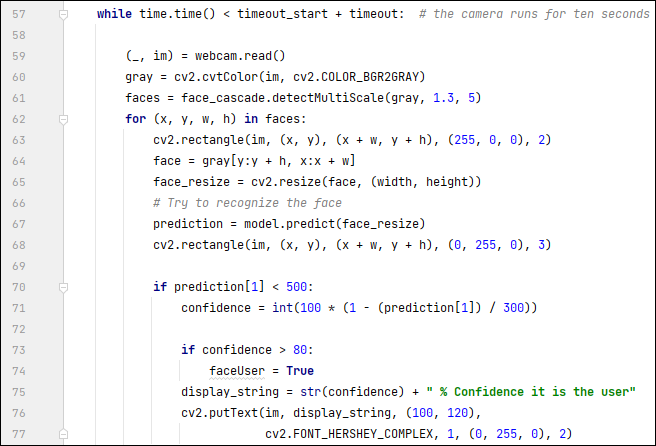 57 while time.time() < timeout_start + timeout:  # the camera runs for ten seconds
58
59     (_, im) = webcam.read()
60     gray = cv2.cvtColor(im, cv2.COLOR_BGR2GRAY)
61     faces = face_cascade.detectMultiScale(gray, 1.3, 5)
62     for (x, y, w, h) in faces:
63         cv2.rectangle(im, (x, y), (x + w, y + h), (255, 0, 0), 2)
64         face = gray[y:y + h, x:x + w]
65         face_resize = cv2.resize(face, (width, height))
66         # Try to recognize the face
67         prediction = model.predict(face_resize)
68         cv2.rectangle(im, (x, y), (x + w, y + h), (0, 255, 0), 3)
69
70         if prediction[1] < 500:
71             confidence = int(100 * (1 - (prediction[1]) / 300))
72
73             if confidence > 80:
74                 faceUser = True
75             display_string = str(confidence) + " % Confidence it is the user"
76             cv2.putText(im, display_string, (100, 120),
77                         cv2.FONT_HERSHEY_COMPLEX, 1, (0, 255, 0), 2)